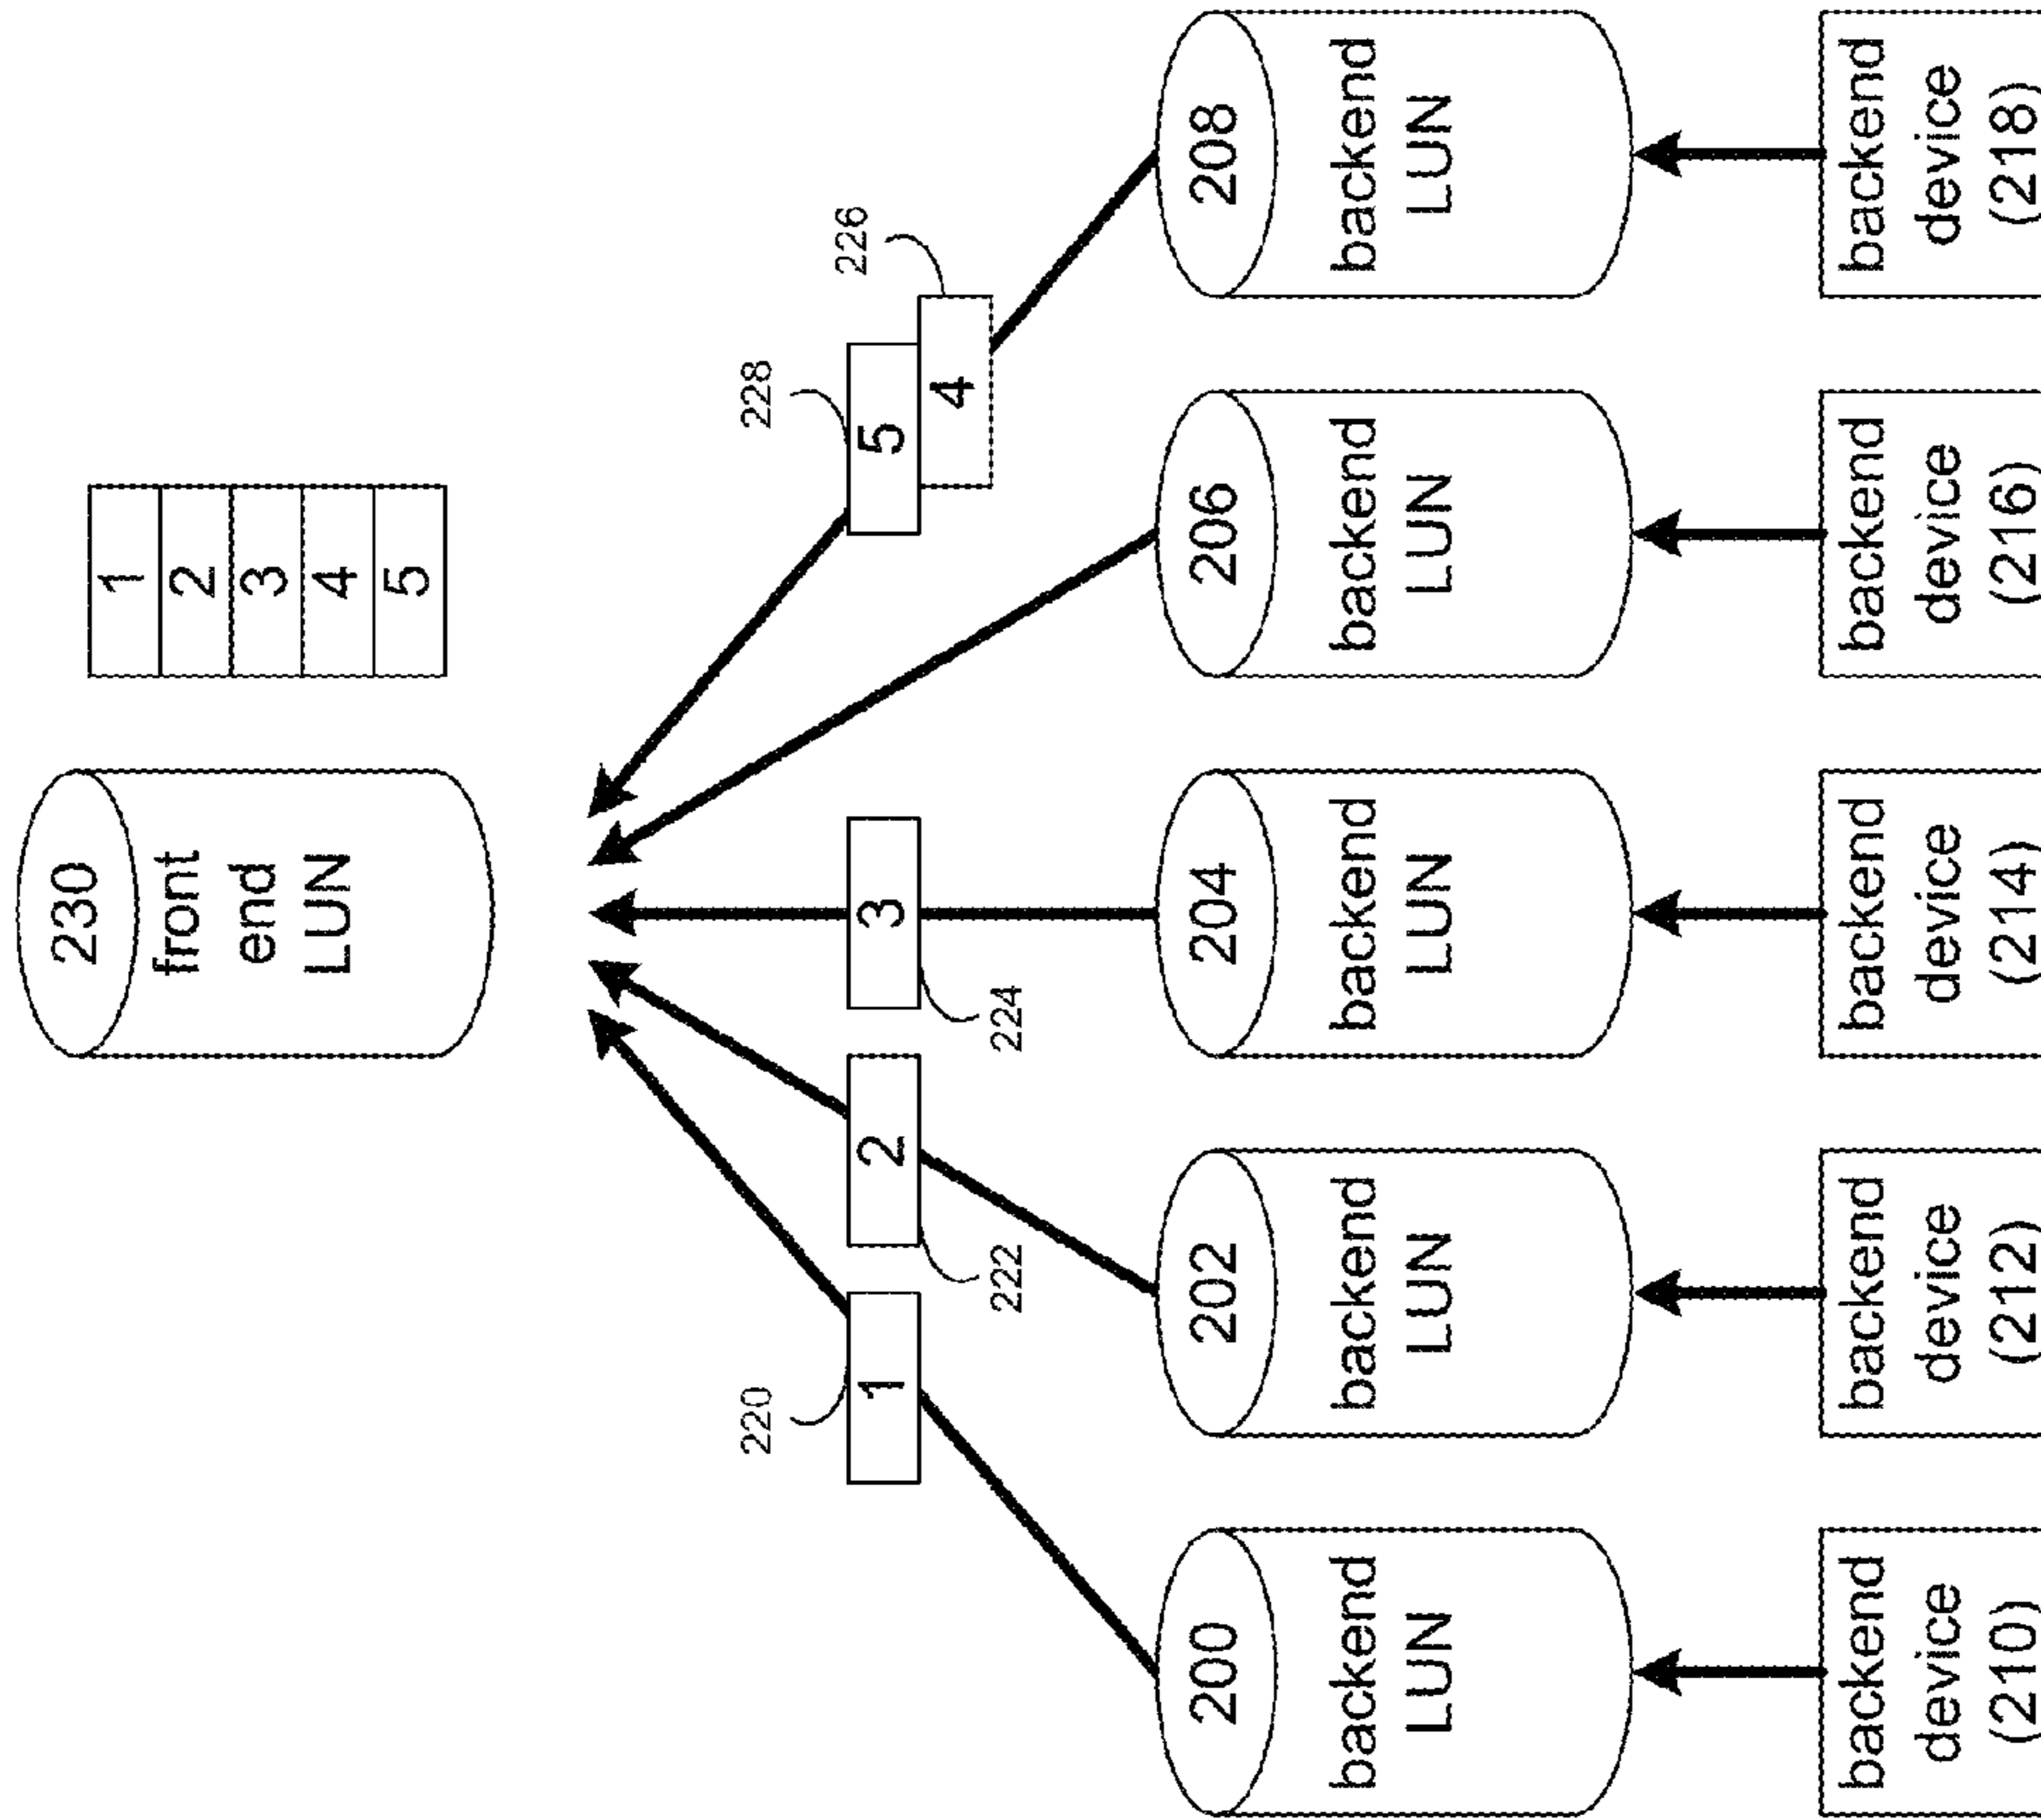 230
front
end
LUN
1
2
3
4
5
220
228
226
1
2
3
5
4
222
224
200
backend
LUN
202
backend
LUN
204
backend
LUN
206
backend
LUN
208
backend
LUN
backend
device
(210)
backend
device
(212)
backend
device
(214)
backend
device
(216)
backend
device
(218)